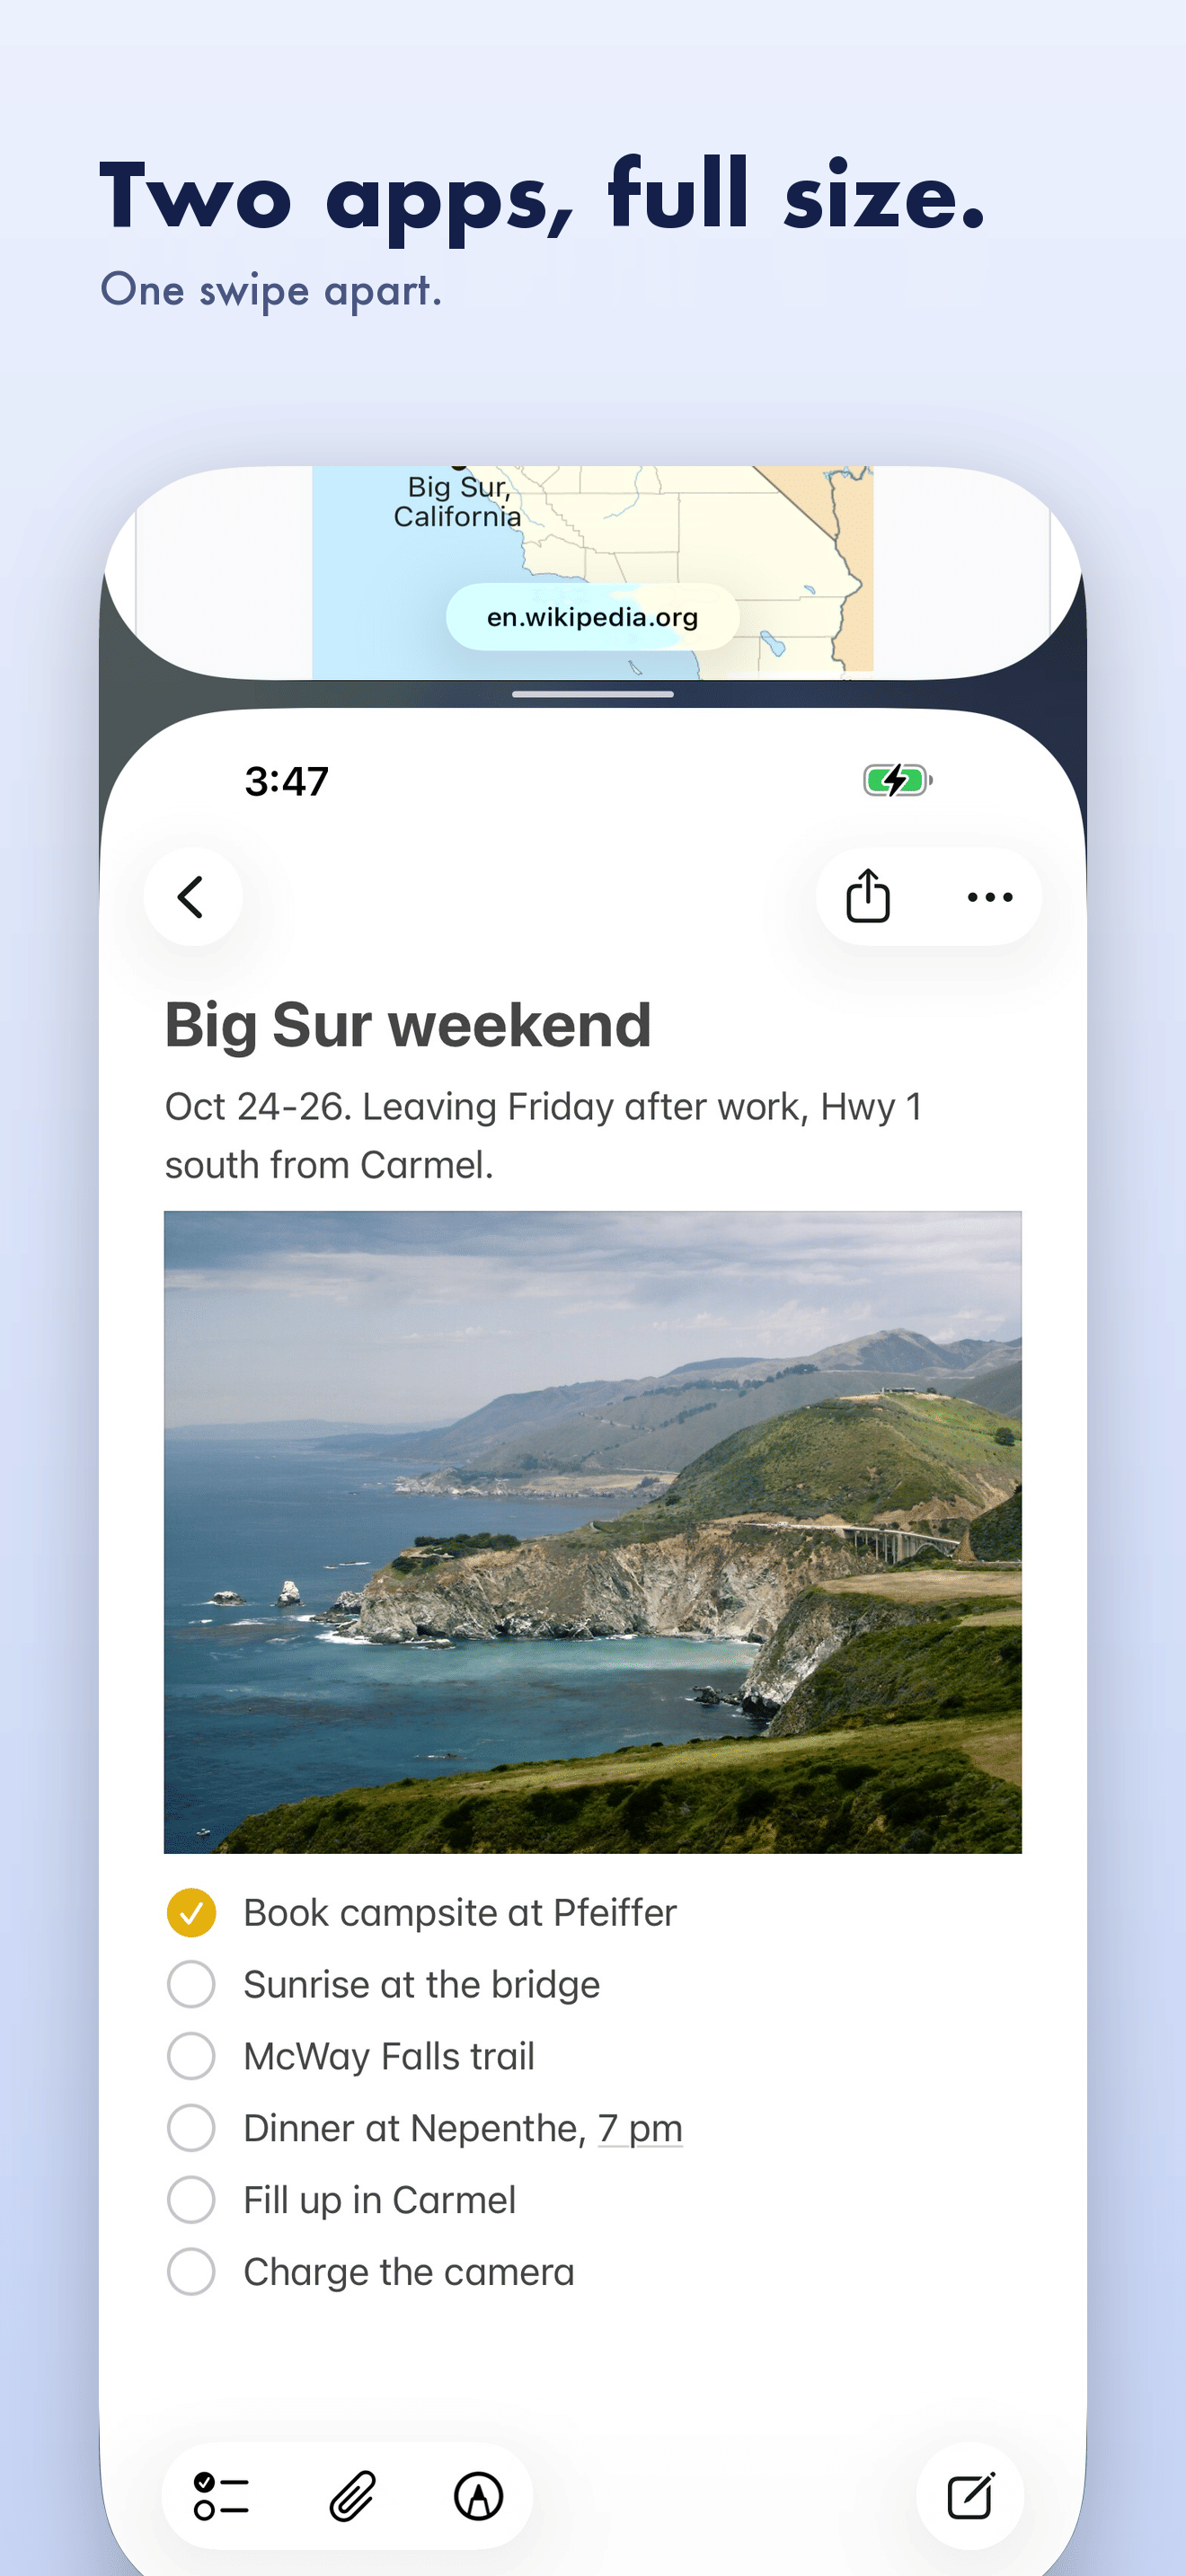 Two apps, full size.
One swipe apart.
Big Sur,
California
en.wikipedia.org
3:47
Big Sur weekend
Oct 24-26. Leaving Friday after work, Hwy 1
south from Carmel.
Book campsite at Pfeiffer
Sunrise at the bridge
McWay Falls trail
Dinner at Nepenthe, 7 pm
Fill up in Carmel
Charge the camera